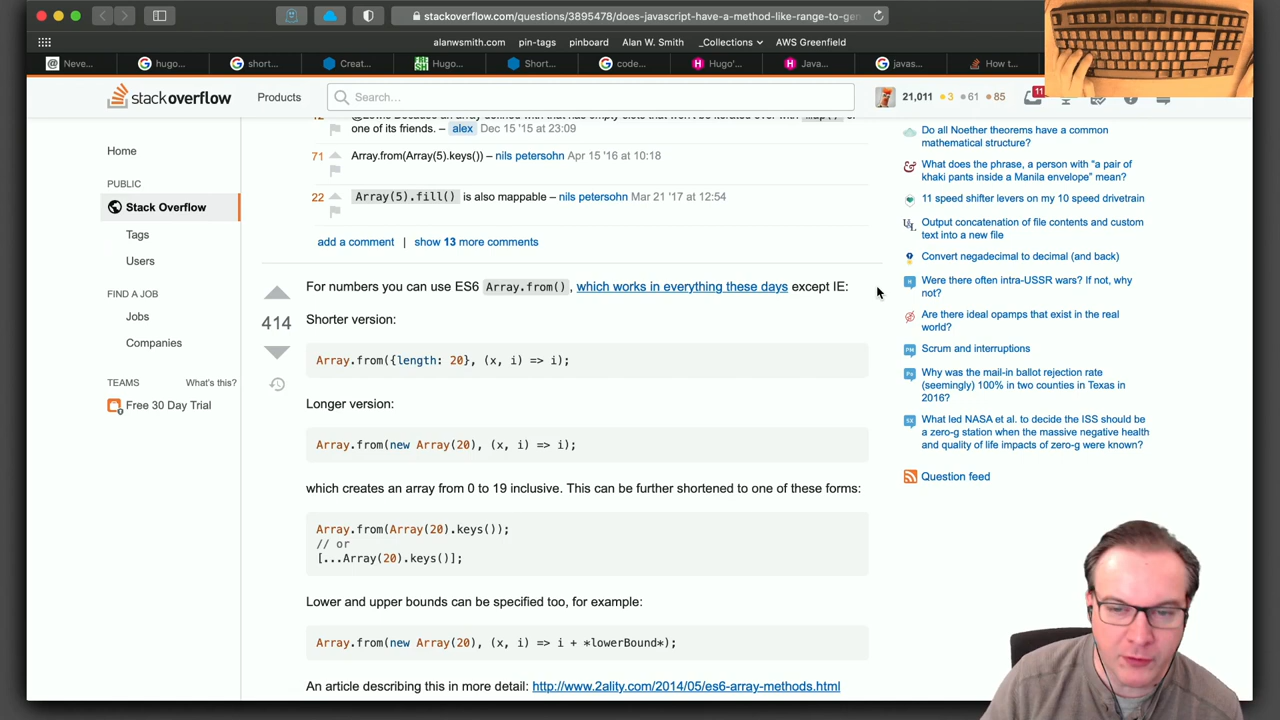 stackoverflow.com/questions/3895478/does-javascript-have-a-method-like-range-to-gen
alanwsmith.com pin-tags pinboard Alan W. Smith _Collections AWS Greenfield
Neve... hugo... short... Creat... Hugo... Short... code... Hugo'... Java... javas... How t...
stackoverflow Products Search... 21,011 3 61 85 11
one of its friends. – alex Dec 15 '15 at 23:09
71 Array.from(Array(5).keys()) – nils petersohn Apr 15 '16 at 10:18
22 Array(5).fill() is also mappable – nils petersohn Mar 21 '17 at 12:54
add a comment | show 13 more comments
Home
PUBLIC
Stack Overflow
Tags
Users
FIND A JOB
Jobs
Companies
TEAMS What's this?
Free 30 Day Trial
414
For numbers you can use ES6 Array.from(), which works in everything these days except IE:
Shorter version:
Array.from({length: 20}, (x, i) => i);
Longer version:
Array.from(new Array(20), (x, i) => i);
which creates an array from 0 to 19 inclusive. This can be further shortened to one of these forms:
Array.from(Array(20).keys());
// or
[...Array(20).keys()];
Lower and upper bounds can be specified too, for example:
Array.from(new Array(20), (x, i) => i + *lowerBound*);
An article describing this in more detail: http://www.2ality.com/2014/05/es6-array-methods.html
Do all Noether theorems have a common
mathematical structure?
What does the phrase, a person with "a pair of
khaki pants inside a Manila envelope" mean?
11 speed shifter levers on my 10 speed drivetrain
Output concatenation of file contents and custom
text into a new file
Convert negadecimal to decimal (and back)
Were there often intra-USSR wars? If not, why
not?
Are there ideal opamps that exist in the real
world?
Scrum and interruptions
Why was the mail-in ballot rejection rate
(seemingly) 100% in two counties in Texas in
2016?
What led NASA et al. to decide the ISS should be
a zero-g station when the massive negative health
and quality of life impacts of zero-g were known?
Question feed